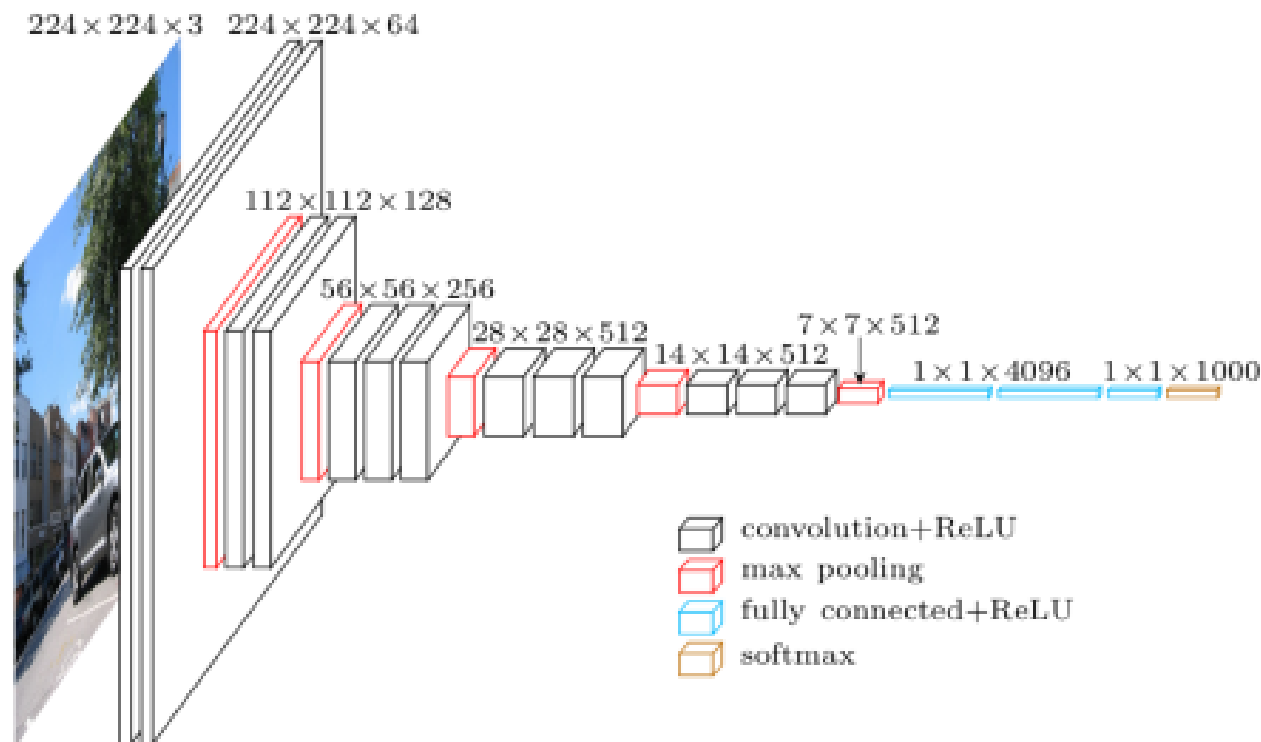 224 × 224 × 3
224 × 224 × 64
112 × 112 × 128
56 × 56 × 256
28 × 28 × 512
14 × 14 × 512
7 × 7 × 512
1 × 1 × 4096
1 × 1 × 1000
convolution+ReLU
max pooling
fully connected+ReLU
softmax